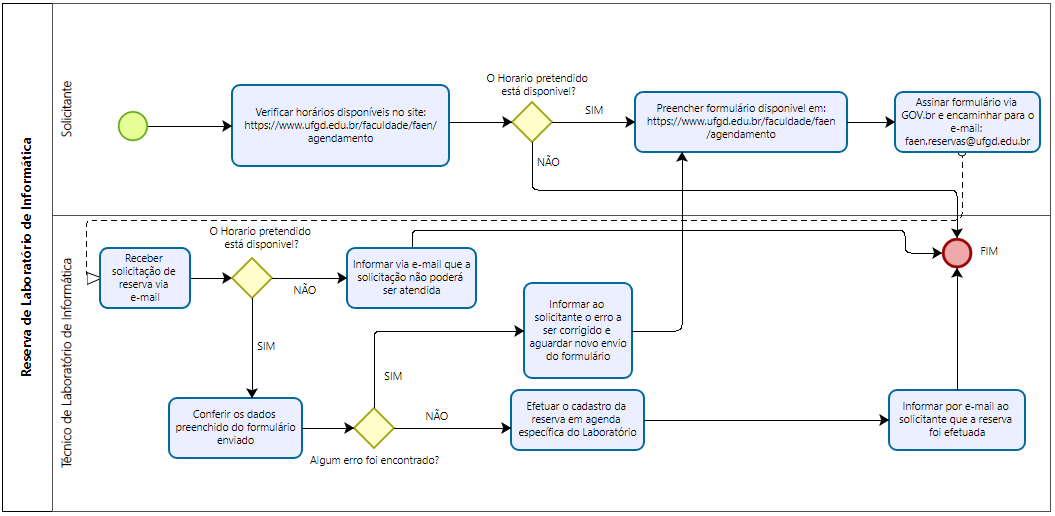 Reserva de Laboratório de Informática
Solicitante
Verificar horários disponíveis no site:
https://www.ufgd.edu.br/faculdade/faen/
agendamento
O Horario pretendido
está disponivel?
SIM
NÃO
Preencher formulário disponivel em:
https://www.ufgd.edu.br/faculdade/faen
/agendamento
Assinar formulário via
GOV.br e encaminhar para o
e-mail:
faen.reservas@ufgd.edu.br
Técnico de Laboratório de Informática
Receber
solicitação de
reserva via
e-mail
O Horario pretendido
está disponivel?
NÃO
SIM
Informar via e-mail que a
solicitação não poderá
ser atendida
FIM
Conferir os dados
preenchido do formulário
enviado
Algum erro foi encontrado?
SIM
NÃO
Informar ao
solicitante o erro a
ser corrigido e
aguardar novo envio
do formulário
Efetuar o cadastro da
reserva em agenda
específica do Laboratório
Informar por e-mail ao
solicitante que a reserva
foi efetuada